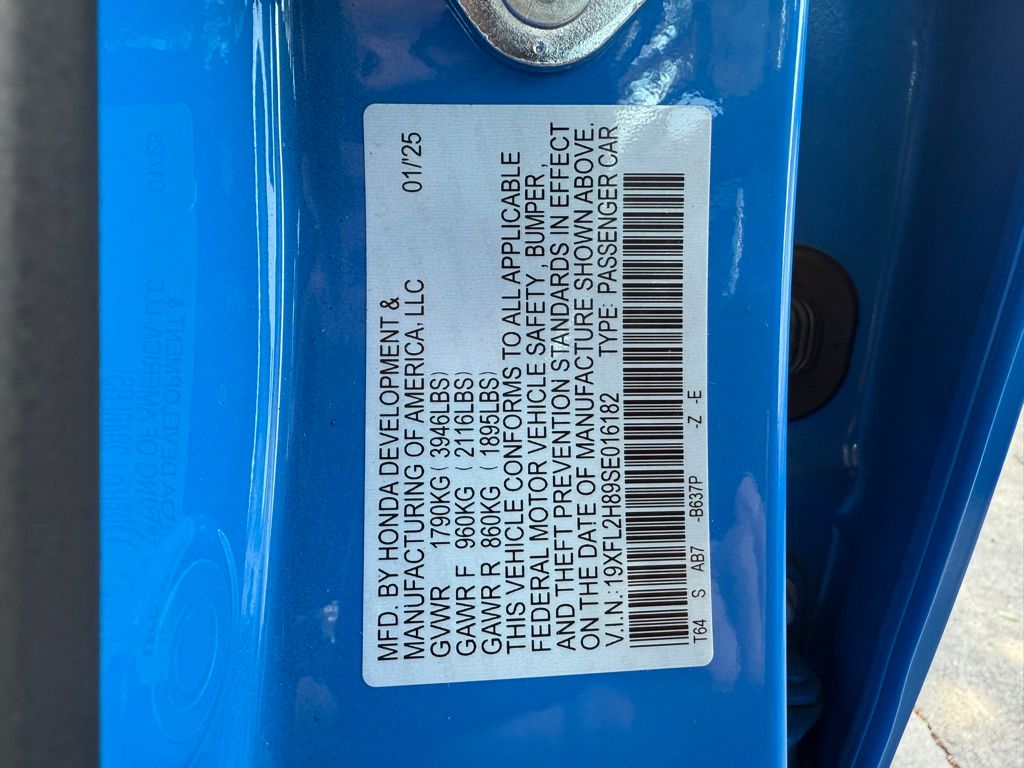 MFD. BY HONDA DEVELOPMENT & 01/'25
MANUFACTURING OF AMERICA, LLC
GVWR 1790KG ( 3946LBS)
GAWR F 960KG ( 2116LBS)
GAWR R 860KG ( 1895LBS)
THIS VEHICLE CONFORMS TO ALL APPLICABLE
FEDERAL MOTOR VEHICLE SAFETY, BUMPER,
AND THEFT PREVENTION STANDARDS IN EFFECT
ON THE DATE OF MANUFACTURE SHOWN ABOVE.
V.I.N.:19XFL2H89SE016182 TYPE: PASSENGER CAR
T64 S AB7 -B637P -Z -E